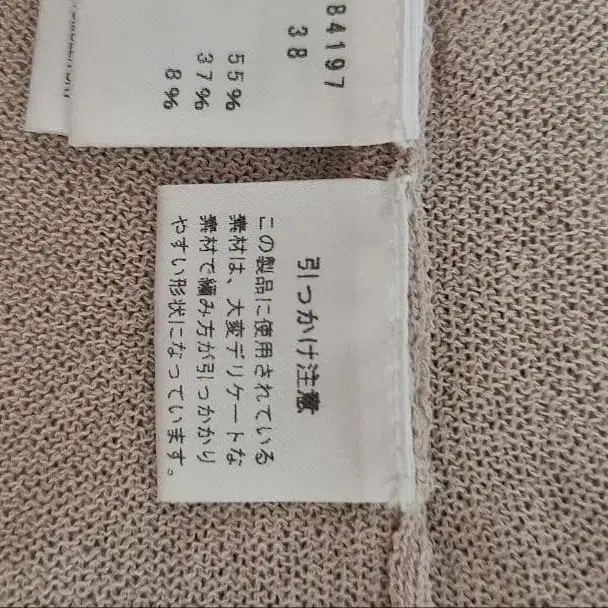 84197
38
55%
37%
8%
引っかけ注意
この製品に使用されている
素材は、大変デリケートな
素材で編み方が引っかかり
やすい形状になっています。